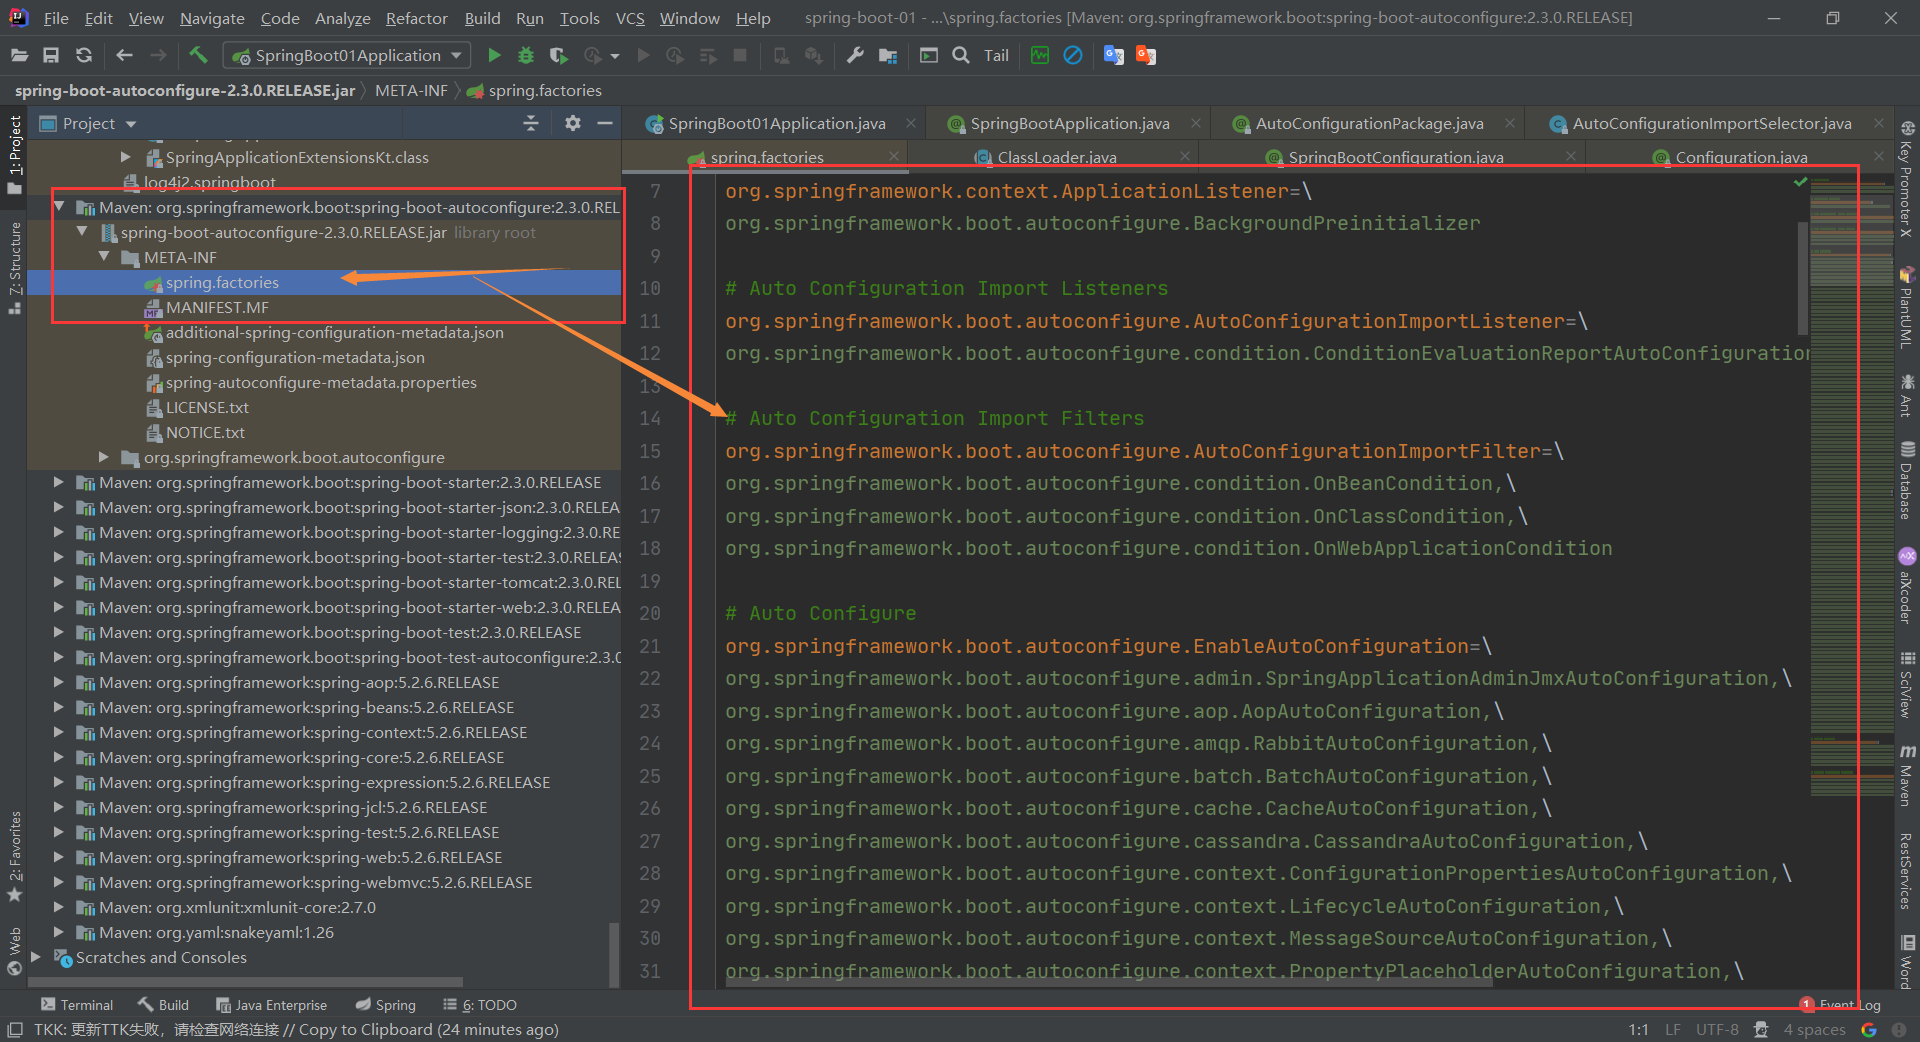 File Edit View Navigate Code Analyze Refactor Build Run Tools VCS Window Help spring-boot-01 - ...\spring.factories [Maven: org.springframework.boot:spring-boot-autoconfigure:2.3.0.RELEASE]
SpringBoot01Application Tail
spring-boot-autoconfigure-2.3.0.RELEASE.jar META-INF spring.factories
Project
SpringBoot01Application.java SpringBootApplication.java AutoConfigurationPackage.java AutoConfigurationImportSelector.java
spring.factories ClassLoader.java SpringBootConfiguration.java Configuration.java
1: Project
7: Structure
2: Favorites
Web
SpringApplicationExtensionsKt.class
log4j2.springboot
Maven: org.springframework.boot:spring-boot-autoconfigure:2.3.0.REL
spring-boot-autoconfigure-2.3.0.RELEASE.jar library root
META-INF
spring.factories
MANIFEST.MF
additional-spring-configuration-metadata.json
spring-configuration-metadata.json
spring-autoconfigure-metadata.properties
LICENSE.txt
NOTICE.txt
org.springframework.boot.autoconfigure
Maven: org.springframework.boot:spring-boot-starter:2.3.0.RELEASE
Maven: org.springframework.boot:spring-boot-starter-json:2.3.0.RELEA
Maven: org.springframework.boot:spring-boot-starter-logging:2.3.0.RE
Maven: org.springframework.boot:spring-boot-starter-test:2.3.0.RELEAS
Maven: org.springframework.boot:spring-boot-starter-tomcat:2.3.0.REL
Maven: org.springframework.boot:spring-boot-starter-web:2.3.0.RELEA
Maven: org.springframework.boot:spring-boot-test:2.3.0.RELEASE
Maven: org.springframework.boot:spring-boot-test-autoconfigure:2.3.0
Maven: org.springframework:spring-aop:5.2.6.RELEASE
Maven: org.springframework:spring-beans:5.2.6.RELEASE
Maven: org.springframework:spring-context:5.2.6.RELEASE
Maven: org.springframework:spring-core:5.2.6.RELEASE
Maven: org.springframework:spring-expression:5.2.6.RELEASE
Maven: org.springframework:spring-jcl:5.2.6.RELEASE
Maven: org.springframework:spring-test:5.2.6.RELEASE
Maven: org.springframework:spring-web:5.2.6.RELEASE
Maven: org.springframework:spring-webmvc:5.2.6.RELEASE
Maven: org.xmlunit:xmlunit-core:2.7.0
Maven: org.yaml:snakeyaml:1.26
Scratches and Consoles
7 org.springframework.context.ApplicationListener=\
8 org.springframework.boot.autoconfigure.BackgroundPreinitializer
9
10 # Auto Configuration Import Listeners
11 org.springframework.boot.autoconfigure.AutoConfigurationImportListener=\
12 org.springframework.boot.autoconfigure.condition.ConditionEvaluationReportAutoConfiguration
13
14 # Auto Configuration Import Filters
15 org.springframework.boot.autoconfigure.AutoConfigurationImportFilter=\
16 org.springframework.boot.autoconfigure.condition.OnBeanCondition,\
17 org.springframework.boot.autoconfigure.condition.OnClassCondition,\
18 org.springframework.boot.autoconfigure.condition.OnWebApplicationCondition
19
20 # Auto Configure
21 org.springframework.boot.autoconfigure.EnableAutoConfiguration=\
22 org.springframework.boot.autoconfigure.admin.SpringApplicationAdminJmxAutoConfiguration,\
23 org.springframework.boot.autoconfigure.aop.AopAutoConfiguration,\
24 org.springframework.boot.autoconfigure.amqp.RabbitAutoConfiguration,\
25 org.springframework.boot.autoconfigure.batch.BatchAutoConfiguration,\
26 org.springframework.boot.autoconfigure.cache.CacheAutoConfiguration,\
27 org.springframework.boot.autoconfigure.cassandra.CassandraAutoConfiguration,\
28 org.springframework.boot.autoconfigure.context.ConfigurationPropertiesAutoConfiguration,\
29 org.springframework.boot.autoconfigure.context.LifecycleAutoConfiguration,\
30 org.springframework.boot.autoconfigure.context.MessageSourceAutoConfiguration,\
31 org.springframework.boot.autoconfigure.context.PropertyPlaceholderAutoConfiguration,\
Key Promoter X
PlantUML
Ant
Database
aiXcoder
SciView
Maven
RestServices
Word
Terminal Build Java Enterprise Spring 6: TODO 1 Event Log
TKK: 更新TTK失败，请检查网络连接 // Copy to Clipboard (24 minutes ago) 1:1 LF UTF-8 4 spaces